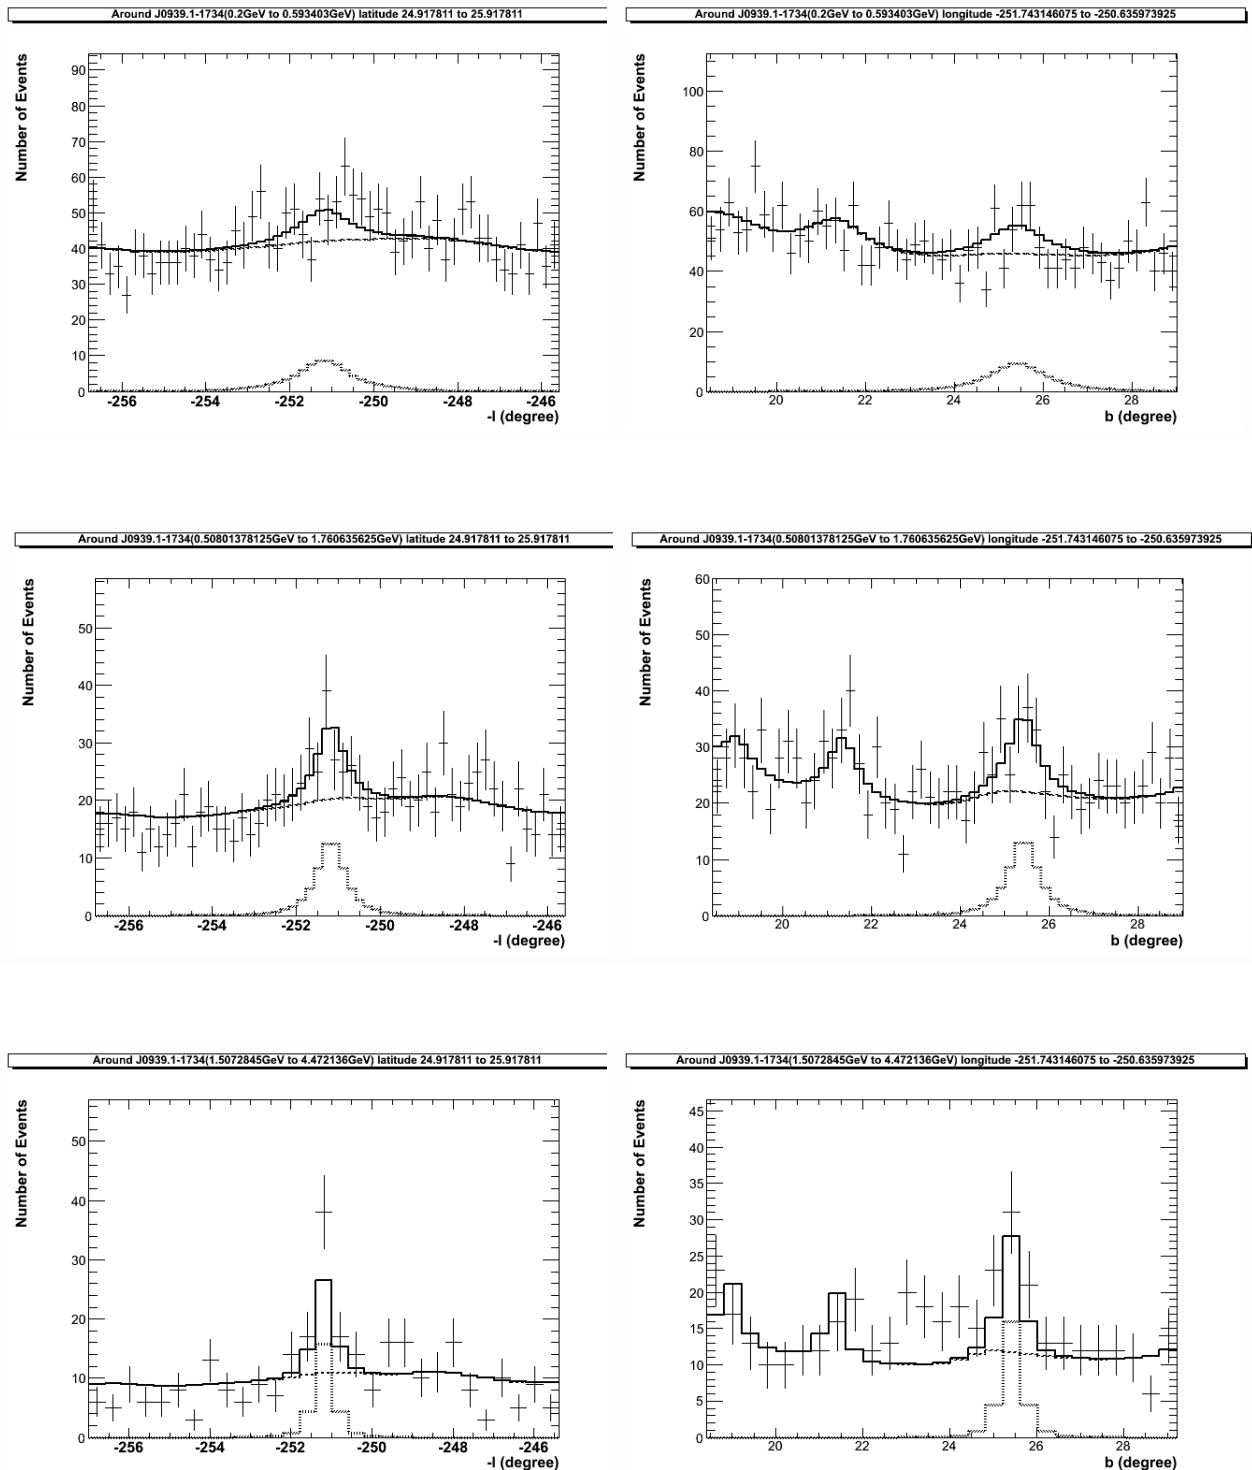 Around J0939.1-1734(0.2GeV to 0.593403GeV) latitude 24.917811 to 25.917811
Number of Events
90
80
70
60
50
40
30
20
10
0
-256 -254 -252 -250 -248 -246
-l (degree)
Around J0939.1-1734(0.2GeV to 0.593403GeV) longitude -251.743146075 to -250.635973925
Number of Events
100
80
60
40
20
0
20 22 24 26 28
b (degree)
Around J0939.1-1734(0.50801378125GeV to 1.760635625GeV) latitude 24.917811 to 25.917811
Number of Events
50
40
30
20
10
0
-256 -254 -252 -250 -248 -246
-l (degree)
Around J0939.1-1734(0.50801378125GeV to 1.760635625GeV) longitude -251.743146075 to -250.635973925
Number of Events
60
50
40
30
20
10
0
20 22 24 26 28
b (degree)
Around J0939.1-1734(1.5072845GeV to 4.472136GeV) latitude 24.917811 to 25.917811
Number of Events
50
40
30
20
10
0
-256 -254 -252 -250 -248 -246
-l (degree)
Around J0939.1-1734(1.5072845GeV to 4.472136GeV) longitude -251.743146075 to -250.635973925
Number of Events
45
40
35
30
25
20
15
10
5
0
20 22 24 26 28
b (degree)